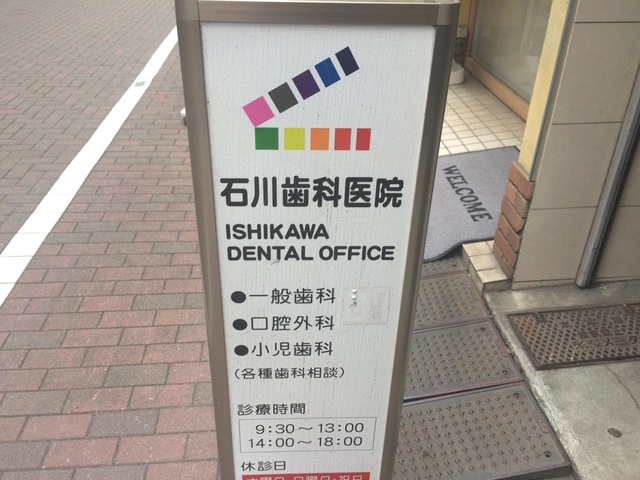 石川歯科医院
ISHIKAWA
DENTAL OFFICE
●一般歯科
●口腔外科
●小児歯科
(各種歯科相談)
診療時間
9:30～13:00
14:00～18:00
休診日
WELCOME